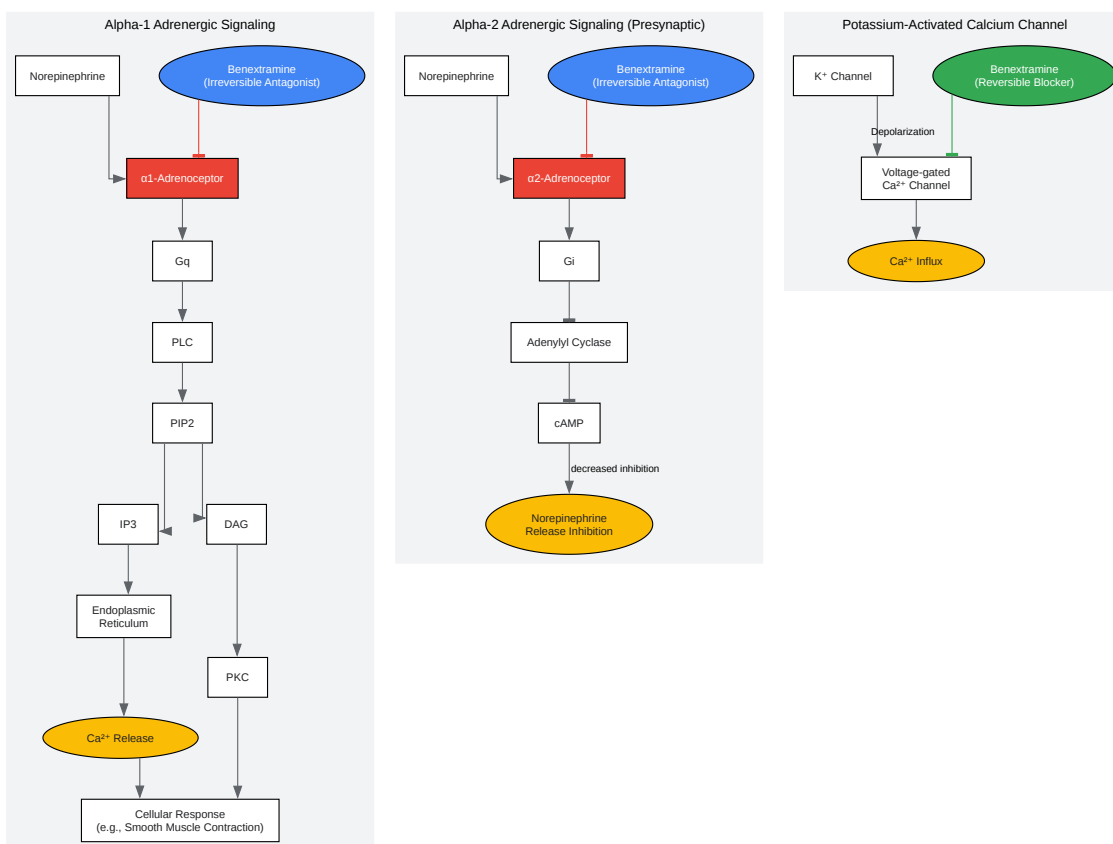 Alpha-1 Adrenergic Signaling
Norepinephrine
Benextramine
(Irreversible Antagonist)
α1-Adrenoceptor
Gq
PLC
PIP2
IP3
DAG
Endoplasmic
Reticulum
PKC
Ca²⁺ Release
Cellular Response
(e.g., Smooth Muscle Contraction)
Alpha-2 Adrenergic Signaling (Presynaptic)
Norepinephrine
Benextramine
(Irreversible Antagonist)
α2-Adrenoceptor
Gi
Adenylyl Cyclase
cAMP
decreased inhibition
Norepinephrine
Release Inhibition
Potassium-Activated Calcium Channel
K⁺ Channel
Benextramine
(Reversible Blocker)
Depolarization
Voltage-gated
Ca²⁺ Channel
Ca²⁺ Influx